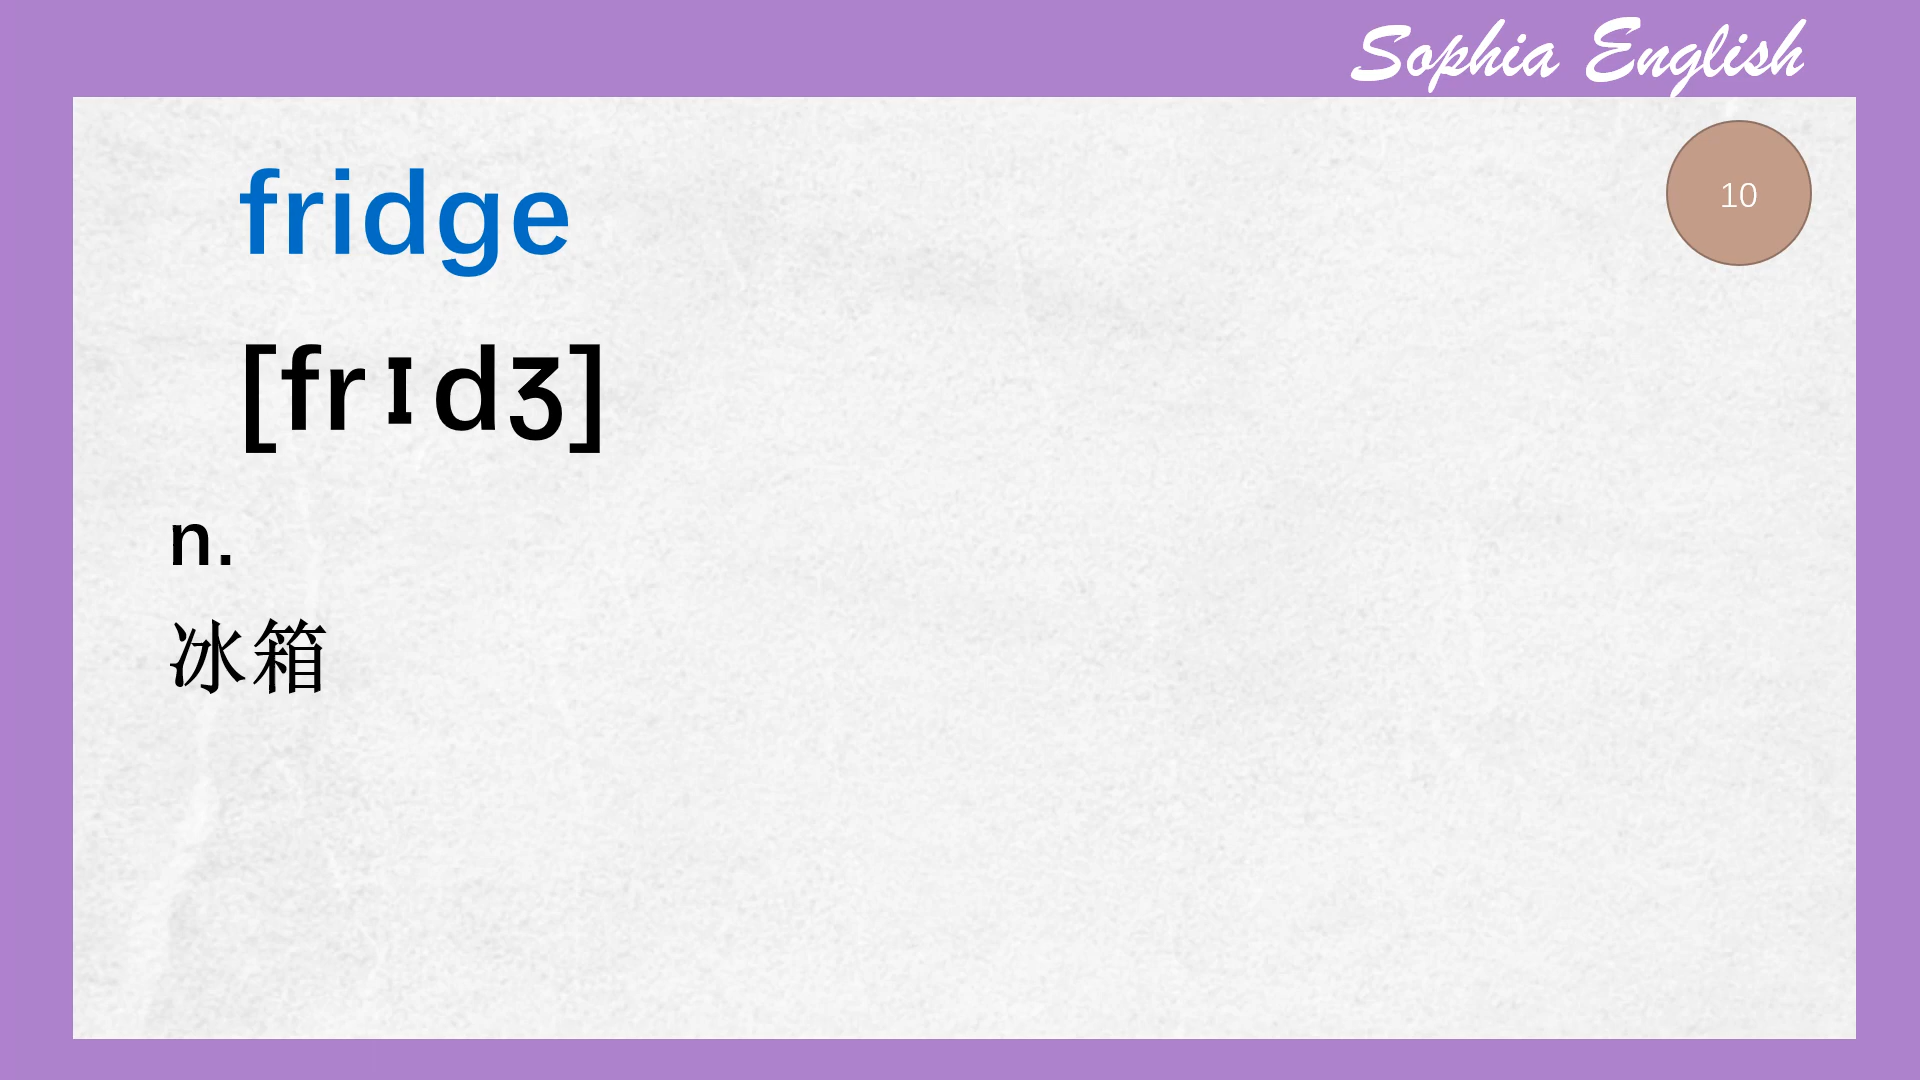 Sophia English
10
fridge
[frɪdʒ]
n.
冰箱